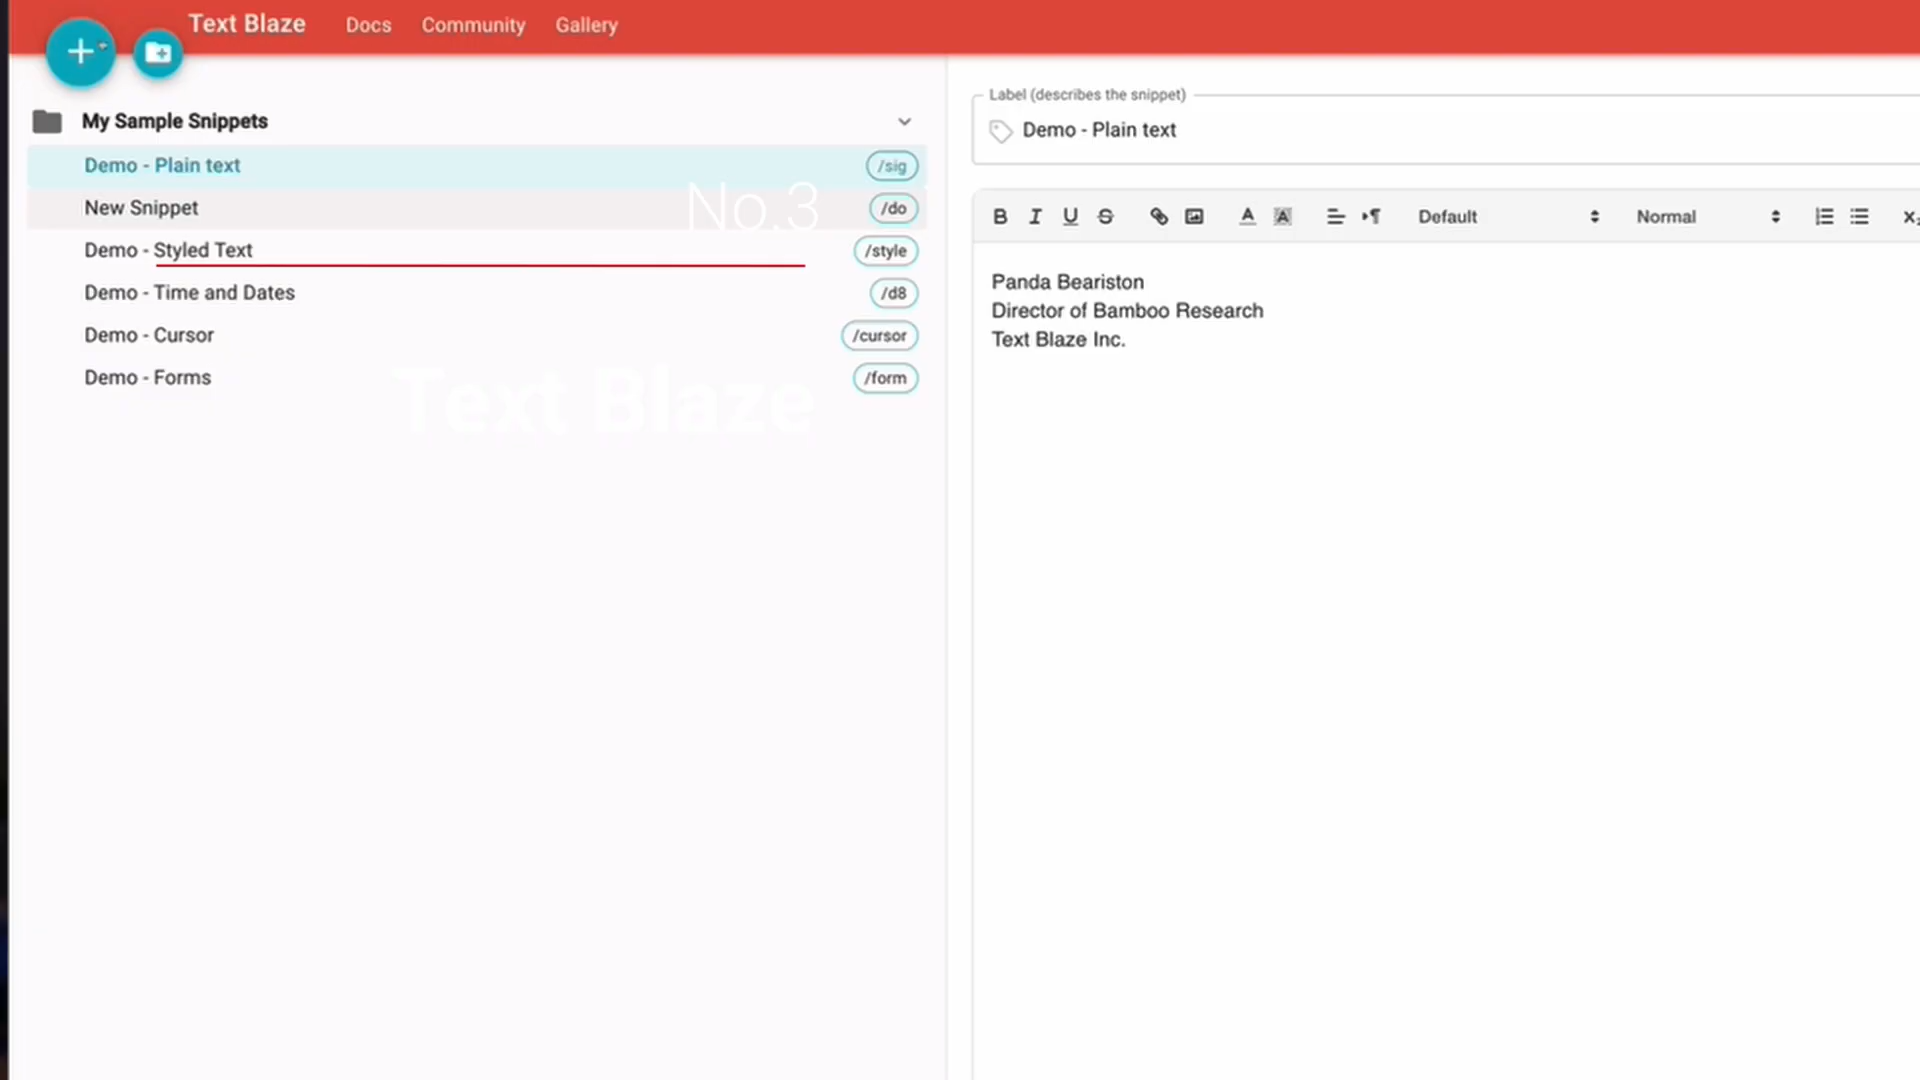 Text Blaze Docs Community Gallery
My Sample Snippets
Demo - Plain text /sig
New Snippet /do
Demo - Styled Text /style
Demo - Time and Dates /d8
Demo - Cursor /cursor
Demo - Forms /form
No.3
Text Blaze
Label (describes the snippet)
Demo - Plain text
B I U S A A Default Normal
Panda Beariston
Director of Bamboo Research
Text Blaze Inc.